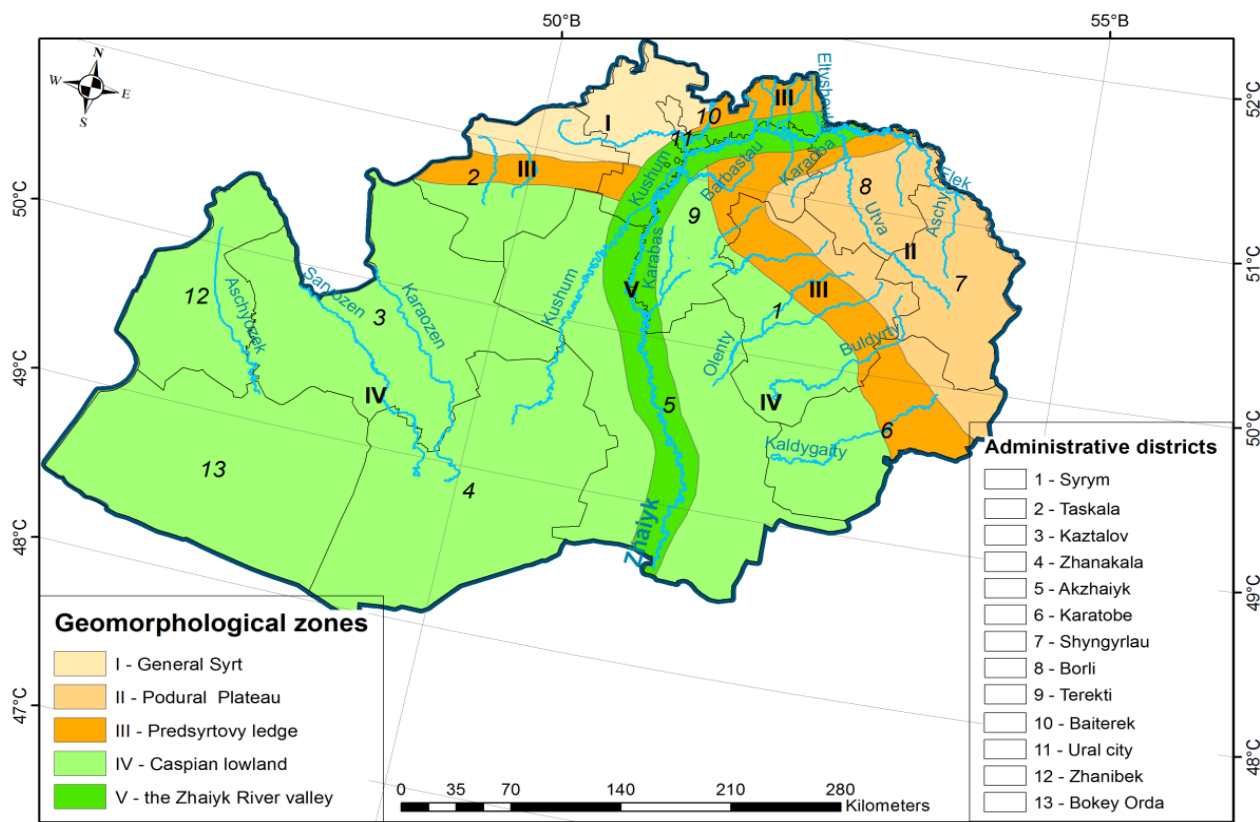 50°B
55°B
N
W
E
S
52°C
51°C
50°C
49°C
48°C
50°C
49°C
48°C
47°C
I
III
10
11
III
2
III
8
9
II
7
12
3
V
1
III
IV
IV
5
6
13
4
Eltyshovka
Kushum
Barbastau
Karaoba
Elek
Aschy
Utva
Karabas
Kushum
Aschyozek
Saryozen
Karaozen
Olenty
Buldyrty
Kaldygaity
Zhaiyk
Geomorphological zones
I - General Syrt
II - Podural Plateau
III - Predsyrtovy ledge
IV - Caspian lowland
V - the Zhaiyk River valley
0 35 70 140 210 280
Kilometers
Administrative districts
1 - Syrym
2 - Taskala
3 - Kaztalov
4 - Zhanakala
5 - Akzhaiyk
6 - Karatobe
7 - Shyngyrlau
8 - Borli
9 - Terekti
10 - Baiterek
11 - Ural city
12 - Zhanibek
13 - Bokey Orda